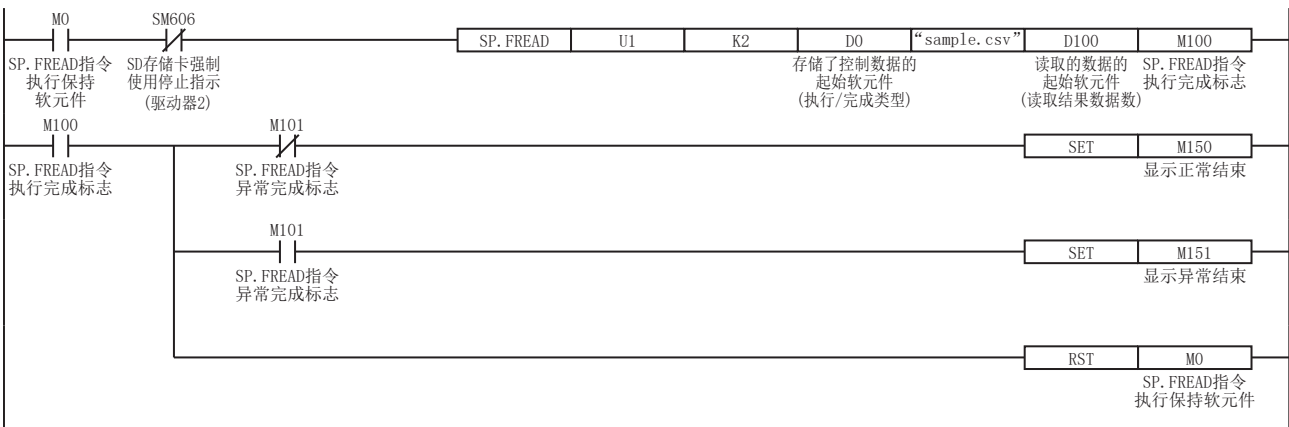 M0 SM606
SP.FREAD U1 K2 D0 “sample.csv” D100 M100
SP.FREAD指令 SD存储卡强制 存储了控制数据的 读取的数据的 SP.FREAD指令
执行保持 使用停止指示 起始软元件 起始软元件 执行完成标志
软元件 (驱动器2) (执行/完成类型) (读取结果数据数)
M100 M101
SET M150
SP.FREAD指令 SP.FREAD指令 显示正常结束
执行完成标志 异常完成标志
M101
SET M151
SP.FREAD指令 显示异常结束
异常完成标志
RST M0
SP.FREAD指令
执行保持软元件